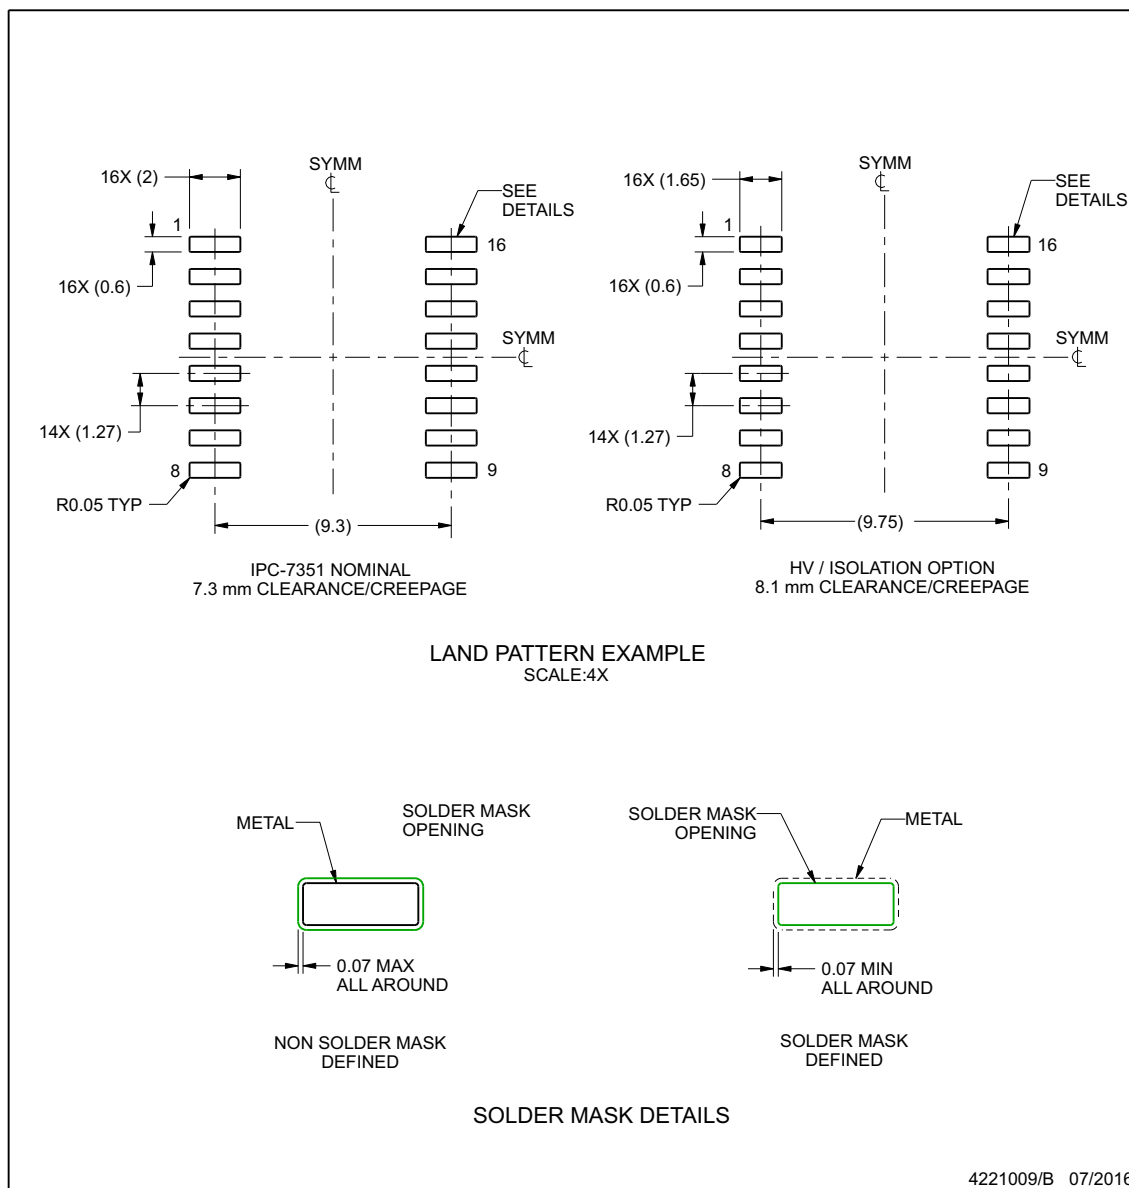 SYMM
℄
16X (2)
SEE
DETAILS
1
16
16X (0.6)
SYMM
℄
14X (1.27)
8
9
R0.05 TYP
(9.3)
IPC-7351 NOMINAL
7.3 mm CLEARANCE/CREEPAGE
SYMM
℄
16X (1.65)
SEE
DETAILS
1
16
16X (0.6)
SYMM
℄
14X (1.27)
8
9
R0.05 TYP
(9.75)
HV / ISOLATION OPTION
8.1 mm CLEARANCE/CREEPAGE
LAND PATTERN EXAMPLE
SCALE:4X
METAL
SOLDER MASK
OPENING
0.07 MAX
ALL AROUND
NON SOLDER MASK
DEFINED
SOLDER MASK
OPENING
METAL
0.07 MIN
ALL AROUND
SOLDER MASK
DEFINED
SOLDER MASK DETAILS
4221009/B 07/2016